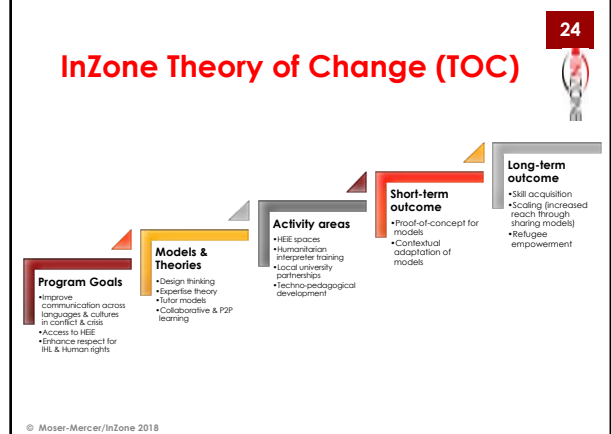 24
InZone Theory of Change (TOC)
INZONE
Program Goals
•Improve
communication across
languages & cultures
in conflict & crisis
•Access to HEiE
•Enhance respect for
IHL & Human rights
Models &
Theories
•Design thinking
•Expertise theory
•Tutor models
•Collaborative & P2P
learning
Activity areas
•HEiE spaces
•Humanitarian
interpreter training
•Local university
partnerships
•Techno-pedagogical
development
Short-term
outcome
•Proof-of-concept for
models
•Contextual
adaptation of
models
Long-term
outcome
•Skill acquisition
•Scaling (increased
reach through
sharing models)
•Refugee
empowerment
© Moser-Mercer/InZone 2018